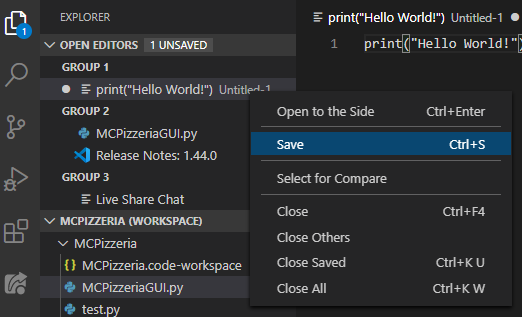 EXPLORER
OPEN EDITORS 1 UNSAVED
GROUP 1
print("Hello World!") Untitled-1
GROUP 2
MCPizzeriaGUI.py
Release Notes: 1.44.0
GROUP 3
Live Share Chat
MCPIZZERIA (WORKSPACE)
MCPizzeria
{} MCPizzeria.code-workspace
MCPizzeriaGUI.py
test.py
1
print("Hello World!") Untitled-1
1 print("Hello World!")
Open to the Side Ctrl+Enter
Save Ctrl+S
Select for Compare
Close Ctrl+F4
Close Others
Close Saved Ctrl+K U
Close All Ctrl+K W